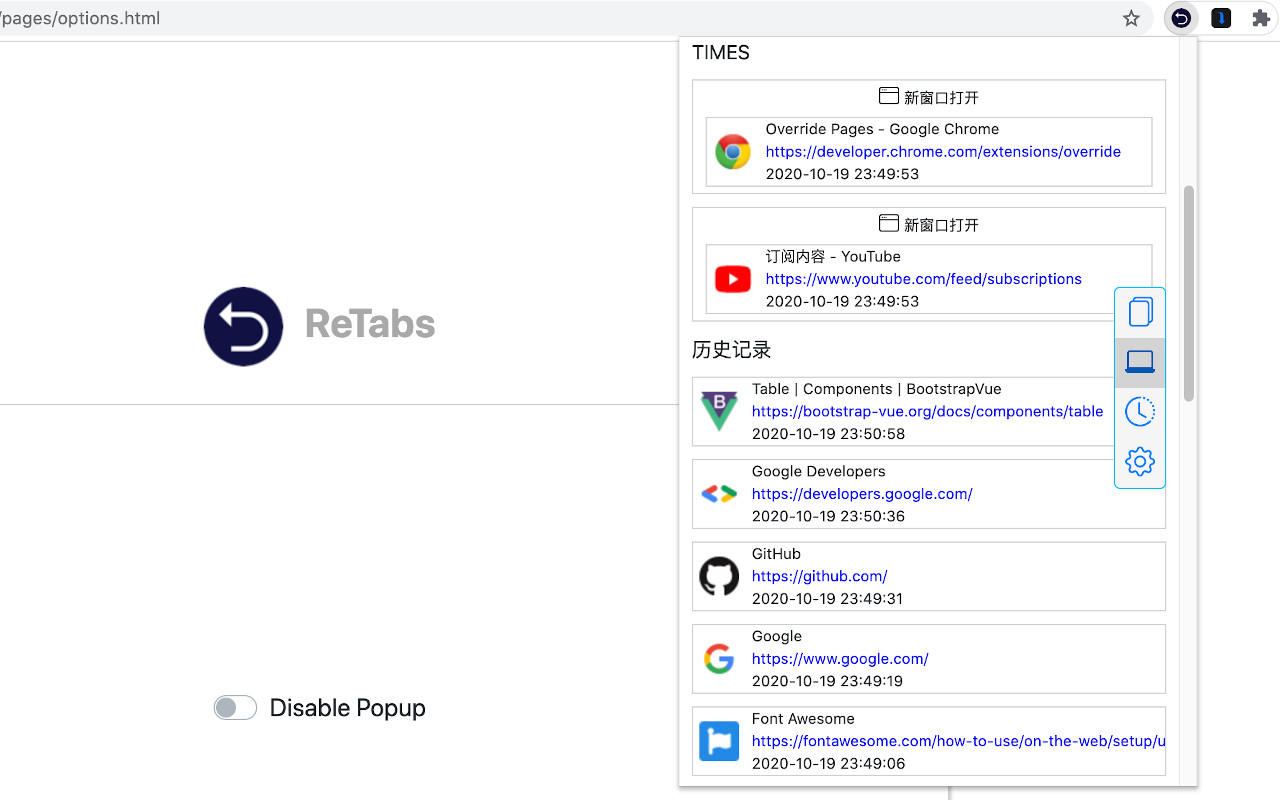 /pages/options.html
ReTabs
Disable Popup
TIMES
新窗口打开
Override Pages - Google Chrome
https://developer.chrome.com/extensions/override
2020-10-19 23:49:53
新窗口打开
订阅内容 - YouTube
https://www.youtube.com/feed/subscriptions
2020-10-19 23:49:53
历史记录
Table | Components | BootstrapVue
https://bootstrap-vue.org/docs/components/table
2020-10-19 23:50:58
Google Developers
https://developers.google.com/
2020-10-19 23:50:36
GitHub
https://github.com/
2020-10-19 23:49:31
Google
https://www.google.com/
2020-10-19 23:49:19
Font Awesome
https://fontawesome.com/how-to-use/on-the-web/setup/u
2020-10-19 23:49:06